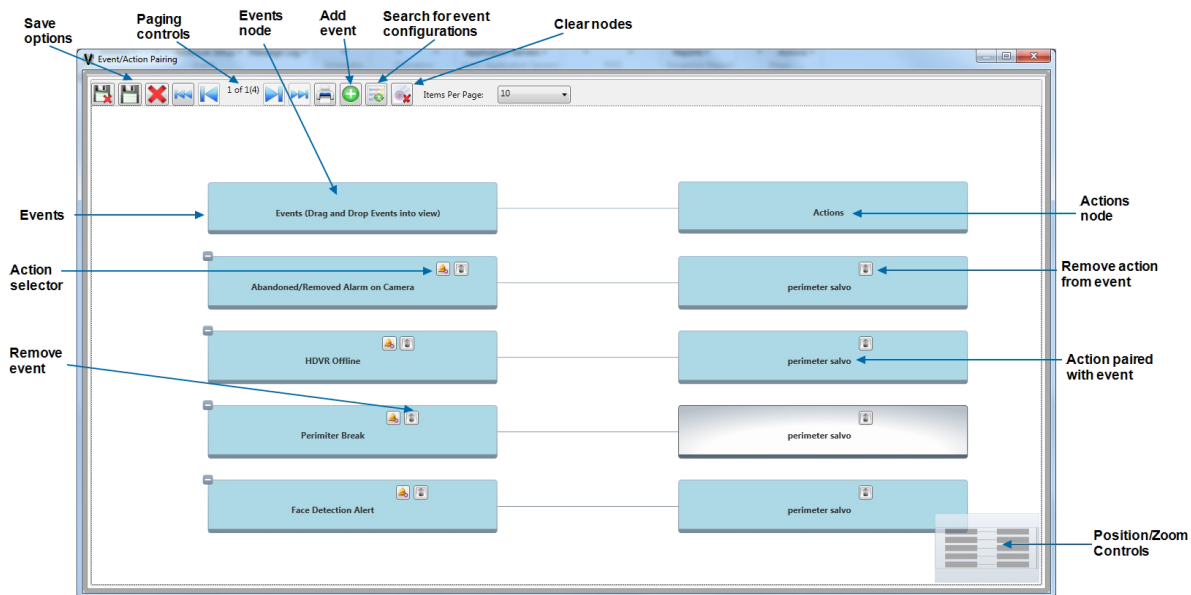 Save
options
Paging
controls
Events
node
Add
event
Search for event
configurations
Clear nodes
Event/Action Pairing
1 of 1(4)
Items Per Page:
10
Events
Events (Drag and Drop Events into view)
Actions
Actions
node
Action
selector
Abandoned/Removed Alarm on Camera
perimeter salvo
Remove action
from event
Remove
event
HDVR Offline
perimeter salvo
Action paired
with event
Perimiter Break
perimeter salvo
Face Detection Alert
perimeter salvo
Position/Zoom
Controls